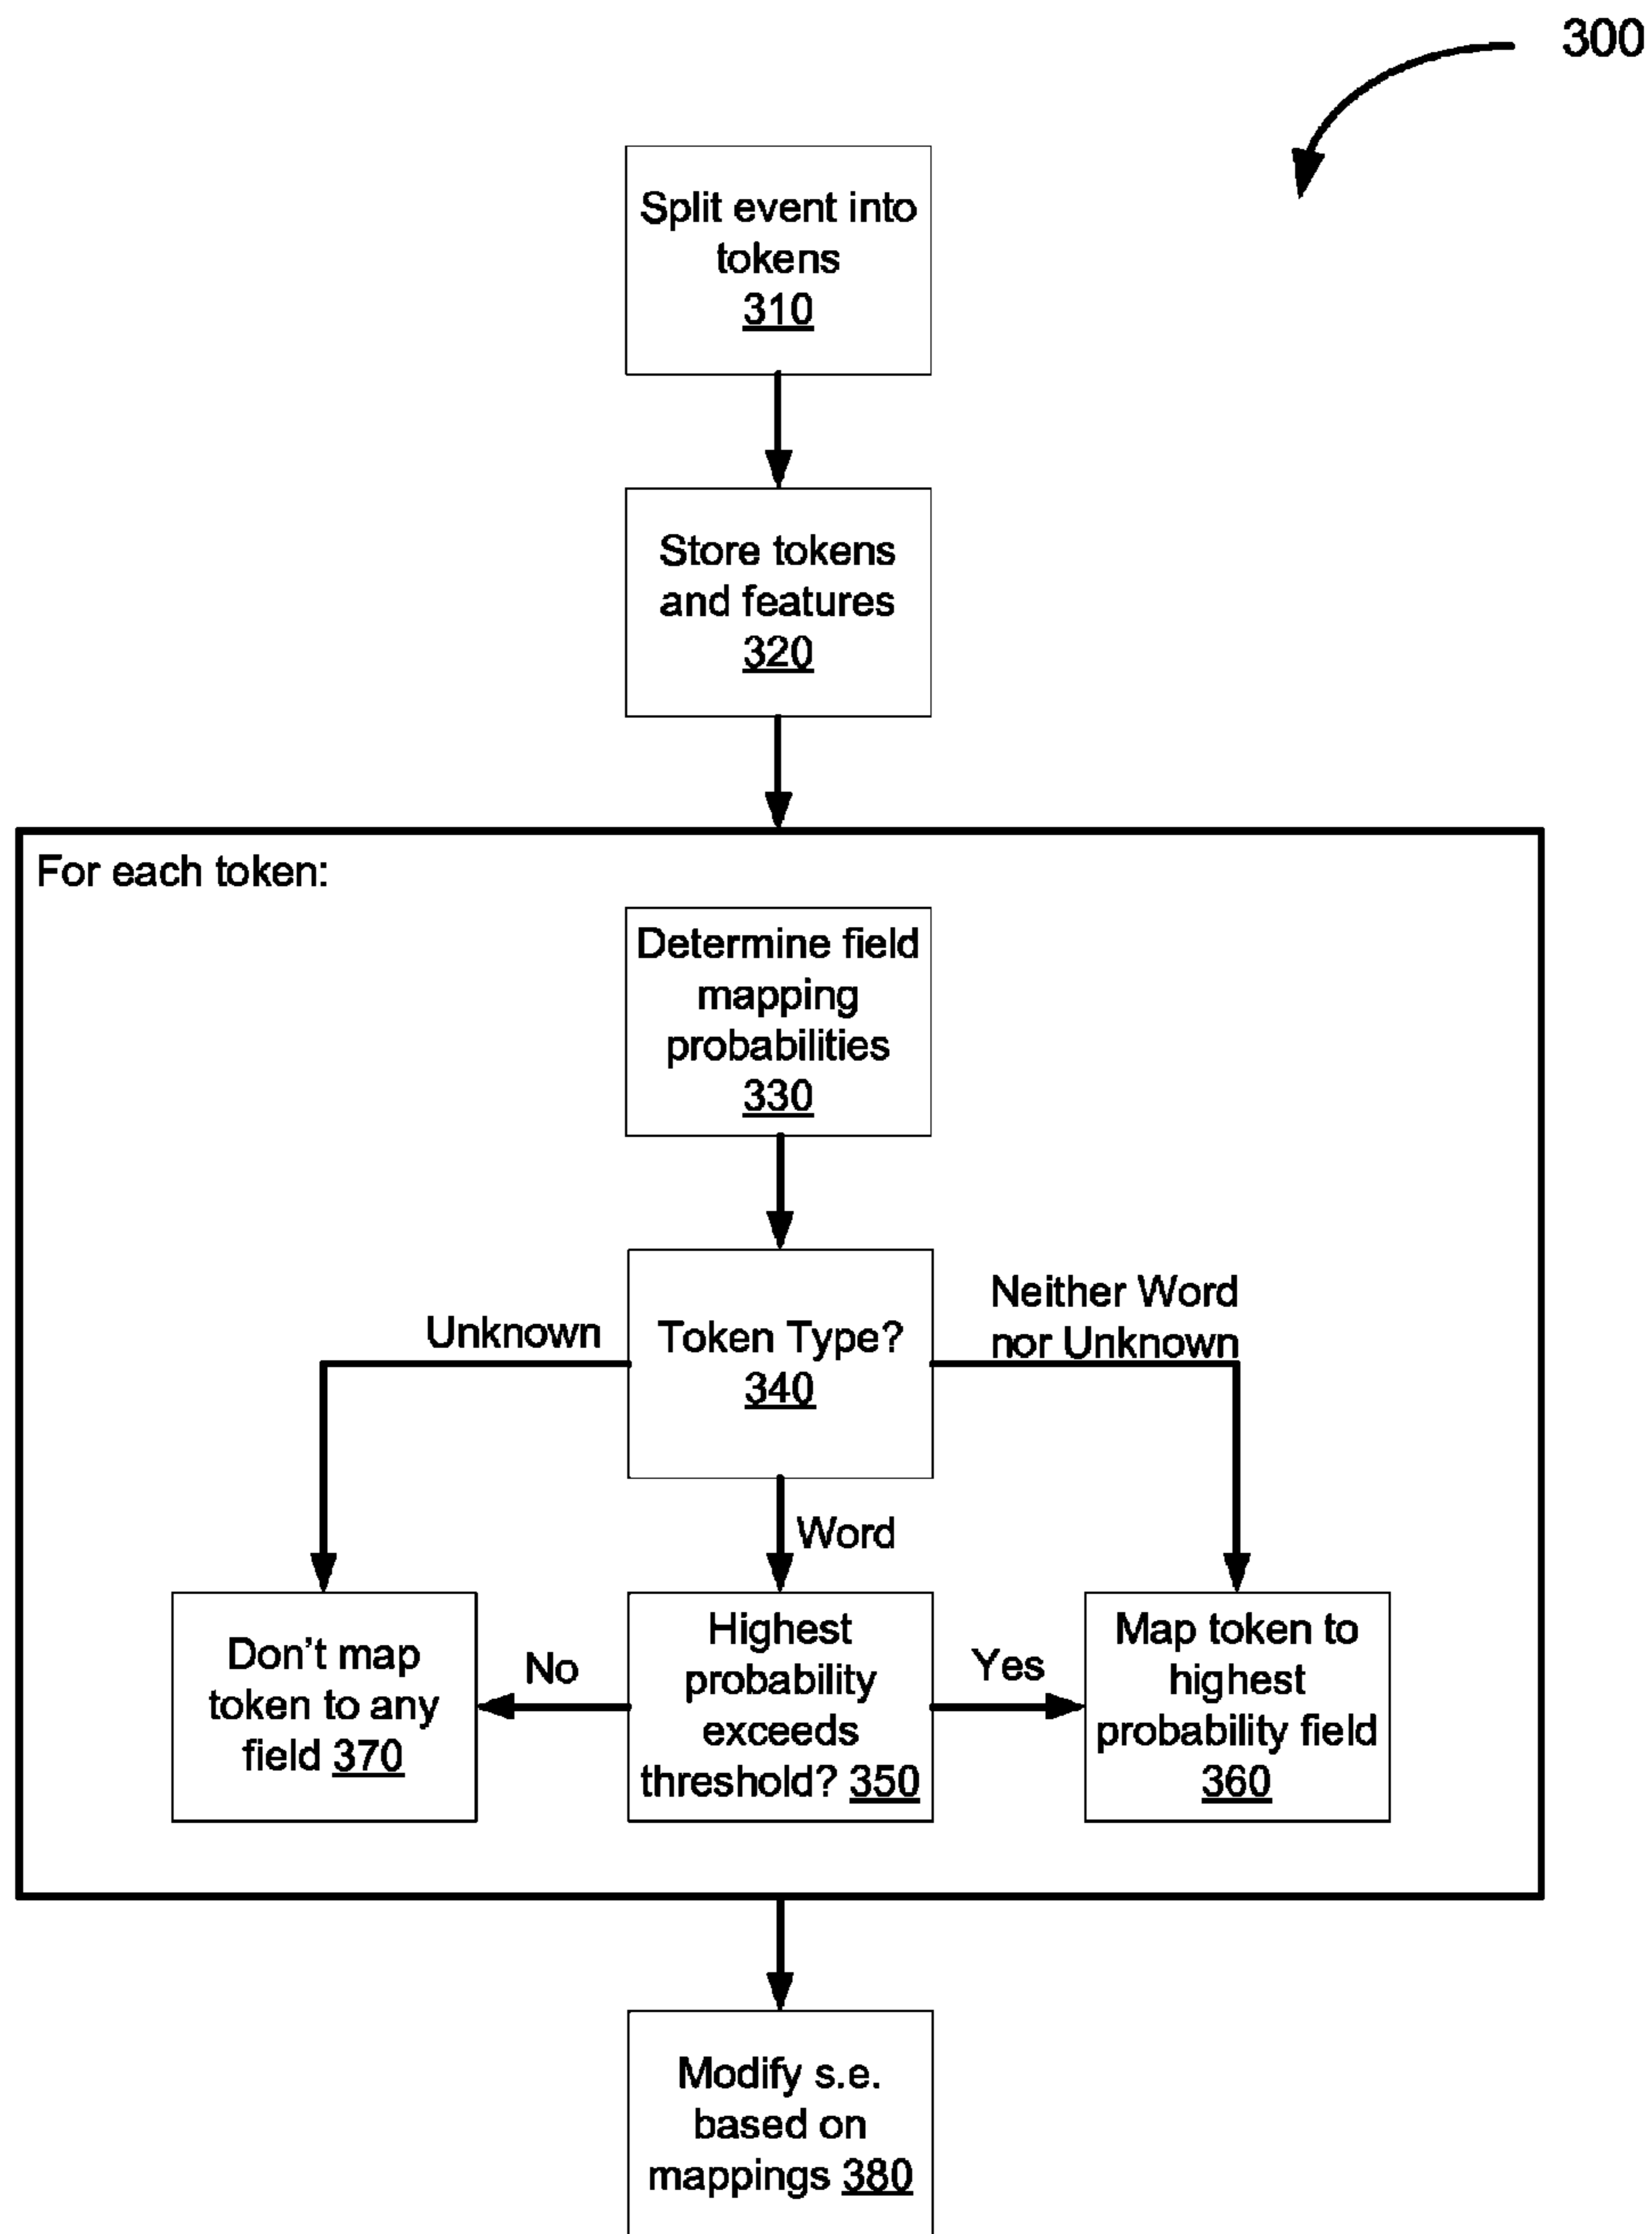 300
Split event into
tokens
310
Store tokens
and features
320
For each token:
Determine field
mapping
probabilities
330
Unknown
Token Type?
340
Neither Word
nor Unknown
Word
Don't map
token to any
field 370
No
Highest
probability
exceeds
threshold? 350
Yes
Map token to
highest
probability field
360
Modify s.e.
based on
mappings 380